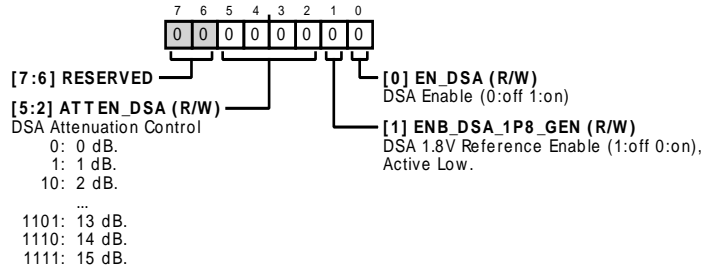 7 6 5 4 3 2 1 0
0 0 0 0 0 0 0 0
[7:6] RESERVED
[5:2] ATTEN_DSA (R/W)
DSA Attenuation Control
0: 0 dB.
1: 1 dB.
10: 2 dB.
...
1101: 13 dB.
1110: 14 dB.
1111: 15 dB.
[0] EN_DSA (R/W)
DSA Enable (0:off 1:on)
[1] ENB_DSA_1P8_GEN (R/W)
DSA 1.8V Reference Enable (1:off 0:on),
Active Low.